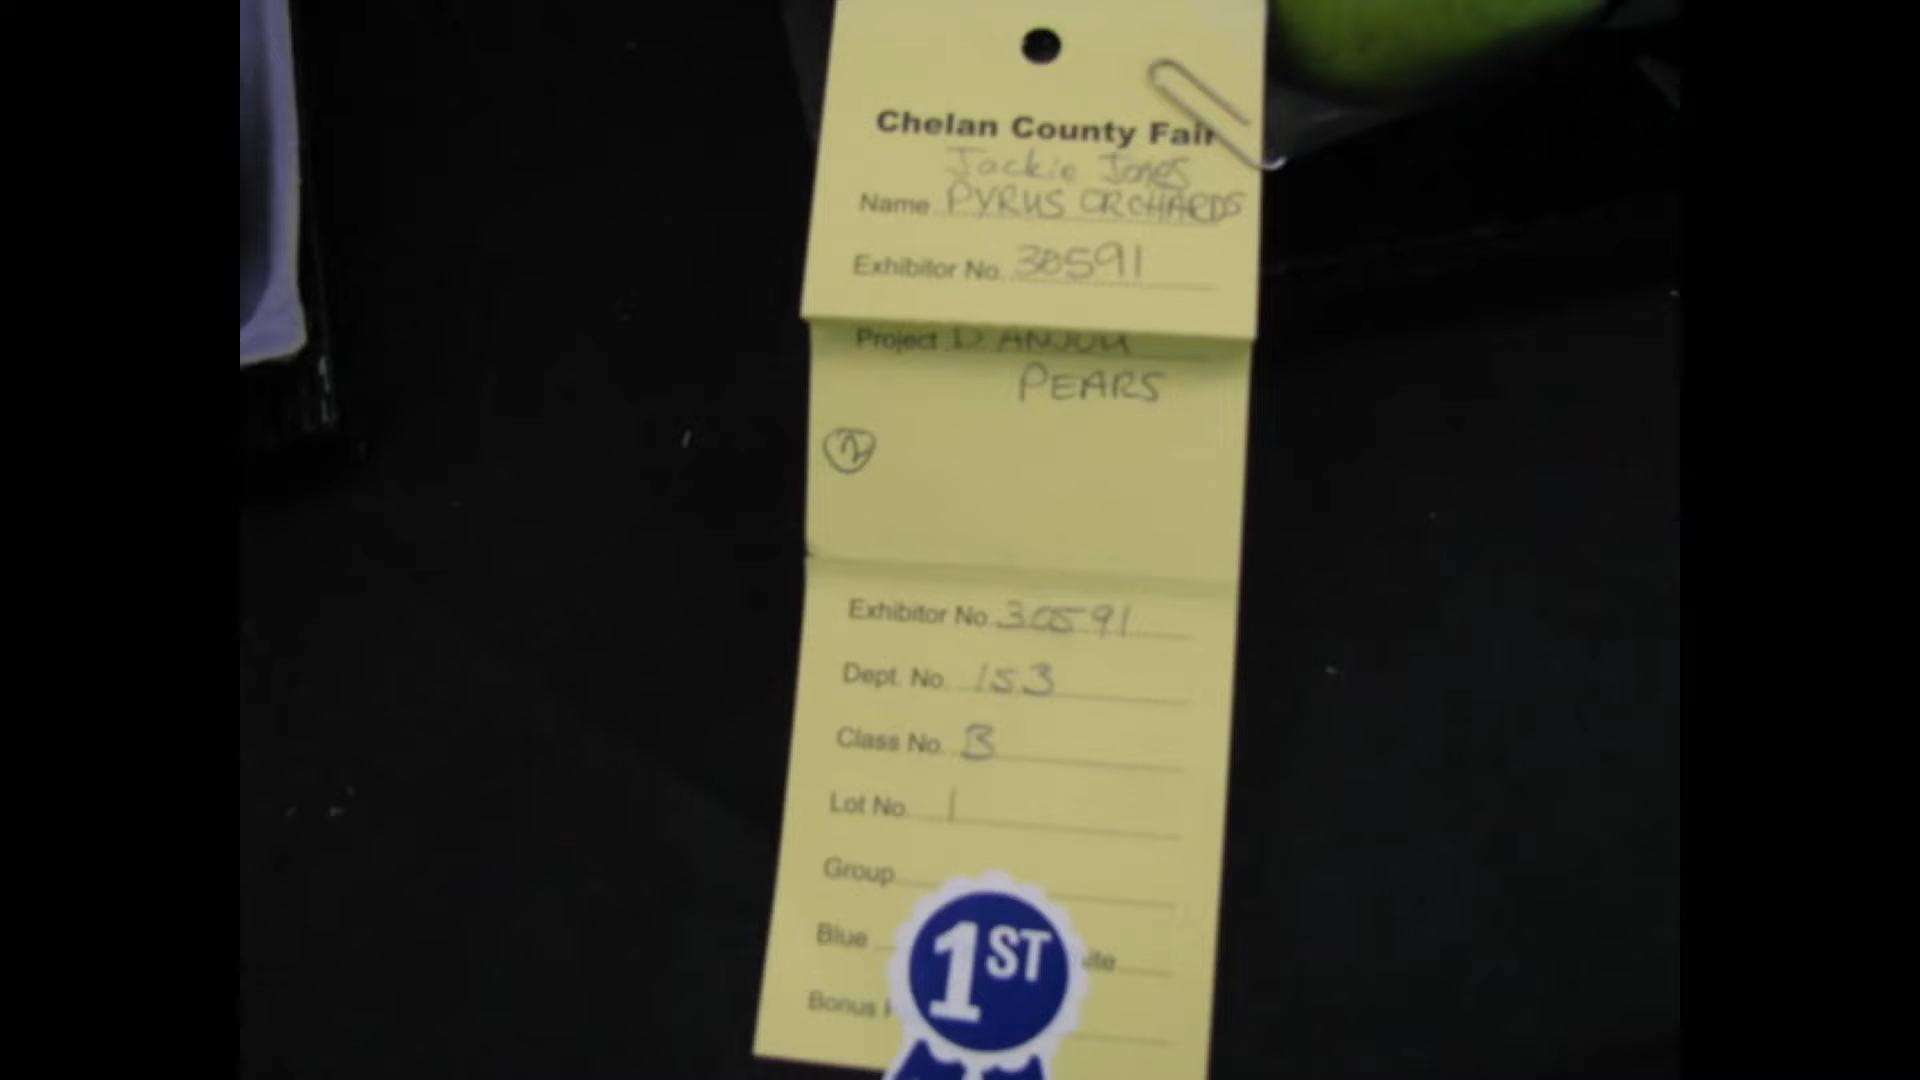 Chelan County Fair
Jackie Jones
Name PYRUS ORCHARDS
Exhibitor No. 30591
Project D'ANJOU
PEARS
2
Exhibitor No. 30591
Dept. No. 153
Class No. B
Lot No. 1
Group
Blue
Bonus
1ST